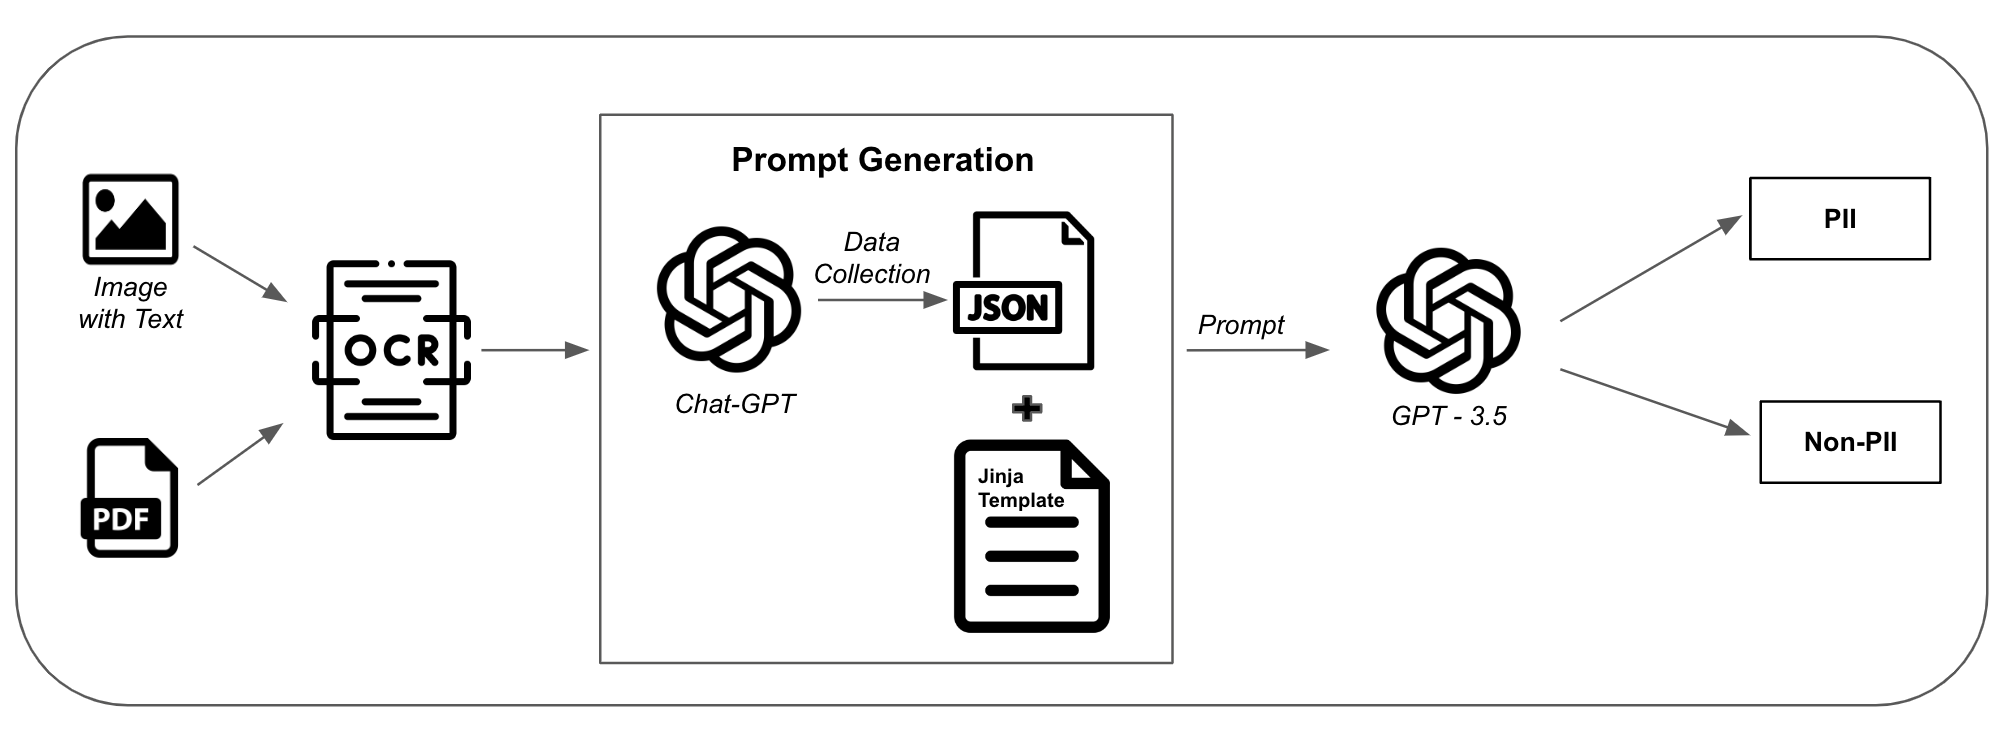 Image
with Text
PDF
OCR
Prompt Generation
Chat-GPT
Data
Collection
JSON
Jinja
Template
Prompt
GPT - 3.5
PII
Non-PII